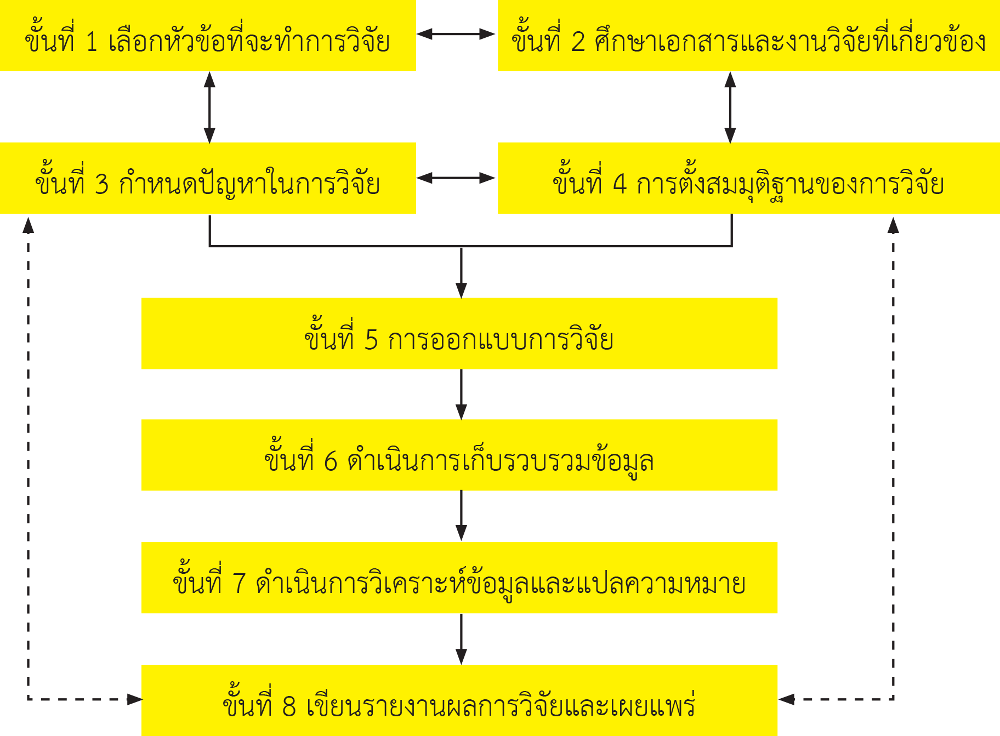 ขั้นที่ 1 เลือกหัวข้อที่จะทำการวิจัย
ขั้นที่ 2 ศึกษาเอกสารและงานวิจัยที่เกี่ยวข้อง
ขั้นที่ 3 กำหนดปัญหาในการวิจัย
ขั้นที่ 4 การตั้งสมมุติฐานของการวิจัย
ขั้นที่ 5 การออกแบบการวิจัย
ขั้นที่ 6 ดำเนินการเก็บรวบรวมข้อมูล
ขั้นที่ 7 ดำเนินการวิเคราะห์ข้อมูลและแปลความหมาย
ขั้นที่ 8 เขียนรายงานผลการวิจัยและเผยแพร่